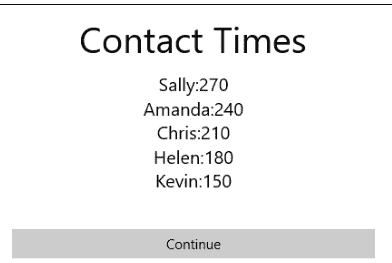 Contact Times
Sally:270
Amanda:240
Chris:210
Helen:180
Kevin:150
Continue